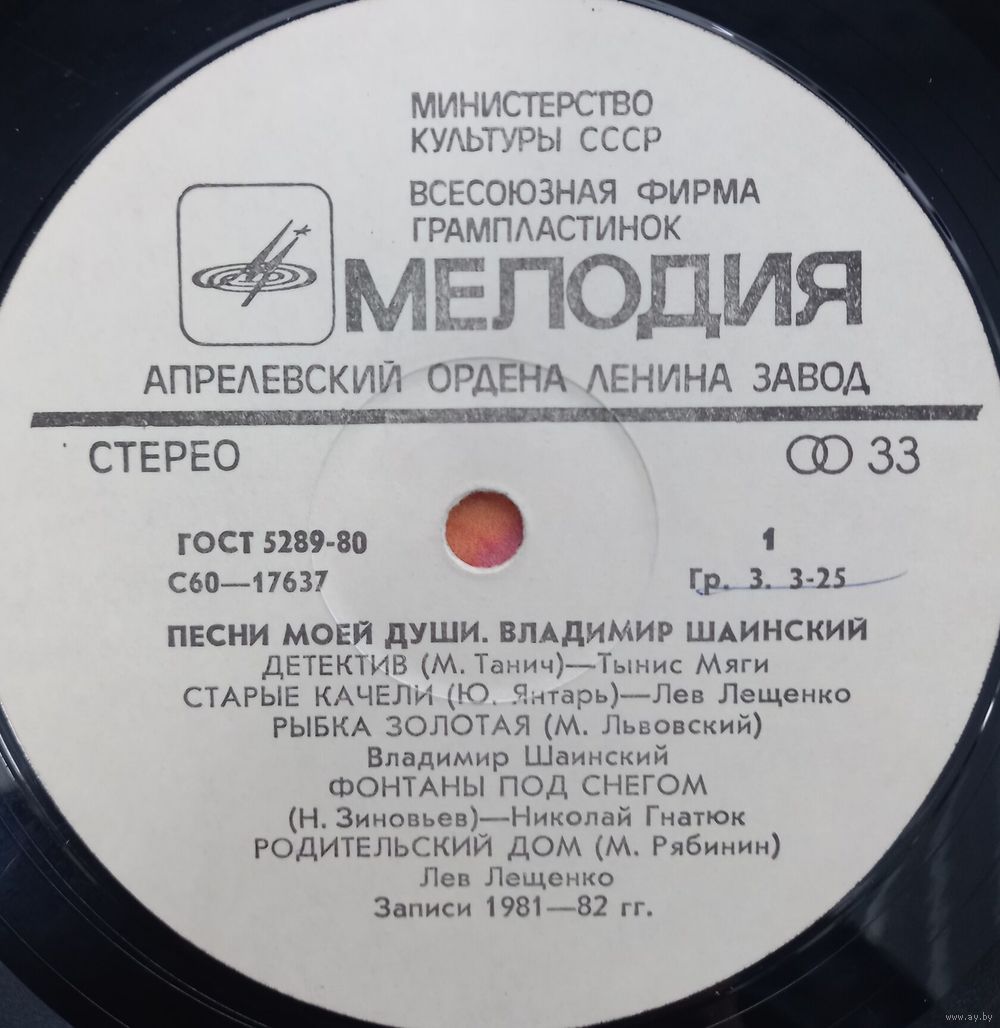 МИНИСТЕРСТВО
КУЛЬТУРЫ СССР
ВСЕСОЮЗНАЯ ФИРМА
ГРАМПЛАСТИНОК
МЕЛОДИЯ
АПРЕЛЕВСКИЙ ОРДЕНА ЛЕНИНА ЗАВОД
СТЕРЕО 33
ГОСТ 5289-80 1
С60—17637 Гр. 3. 3-25
ПЕСНИ МОЕЙ ДУШИ. ВЛАДИМИР ШАИНСКИЙ
ДЕТЕКТИВ (М. Танич)—Тынис Мяги
СТАРЫЕ КАЧЕЛИ (Ю. Янтарь)—Лев Лещенко
РЫБКА ЗОЛОТАЯ (М. Львовский)
Владимир Шаинский
ФОНТАНЫ ПОД СНЕГОМ
(Н. Зиновьев)—Николай Гнатюк
РОДИТЕЛЬСКИЙ ДОМ (М. Рябинин)
Лев Лещенко
Записи 1981—82 гг.
www.ay.by